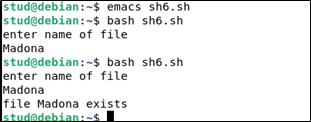 stud@debian:~$ emacs sh6.sh
stud@debian:~$ bash sh6.sh
enter name of file
Madona
stud@debian:~$ bash sh6.sh
enter name of file
Madona
file Madona exists
stud@debian:~$